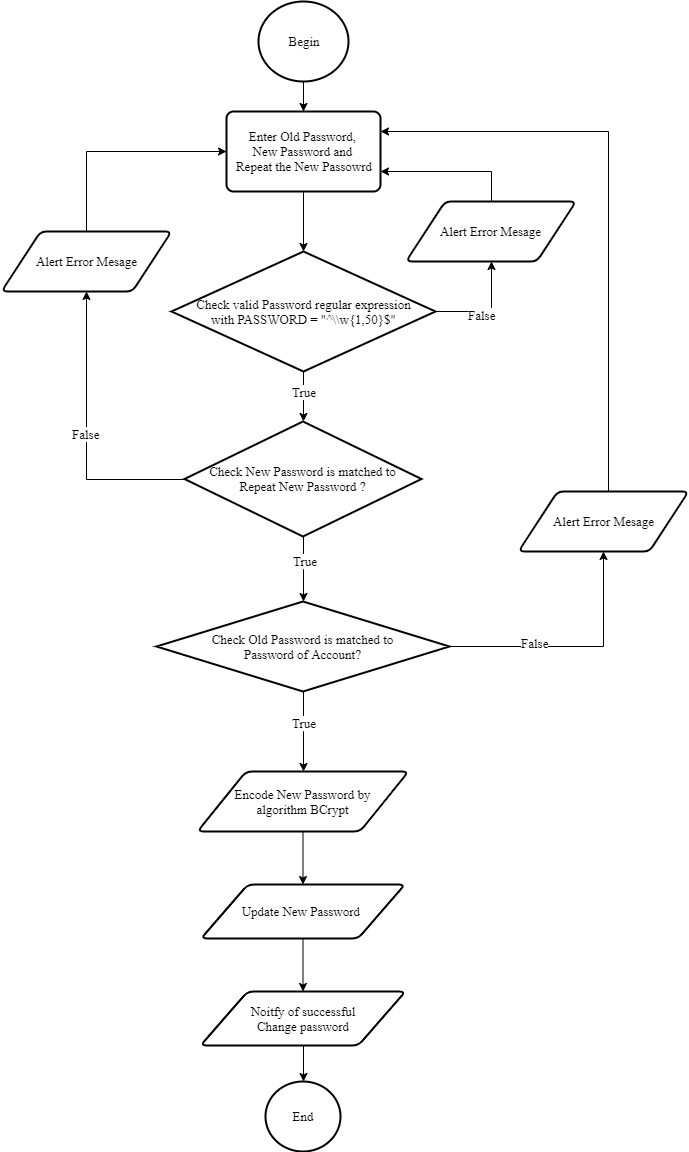 Begin
Enter Old Password,
New Password and
Repeat the New Passowrd
Alert Error Mesage
Alert Error Mesage
Check valid Password regular expression
with PASSWORD = "^\\w{1,50}$"
False
True
False
Check New Password is matched to
Repeat New Password ?
Alert Error Mesage
True
Check Old Password is matched to
Password of Account?
False
True
Encode New Password by
algorithm BCrypt
Update New Password
Noitfy of successful
Change password
End